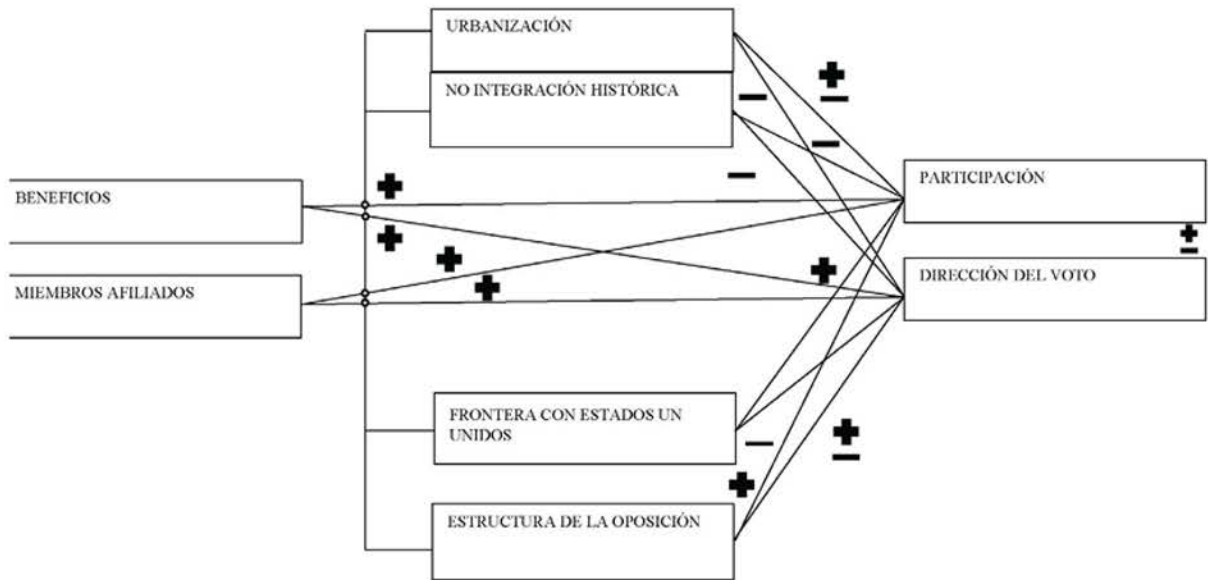 URBANIZACIÓN
NO INTEGRACIÓN HISTÓRICA
BENEFICIOS
MIEMBROS AFILIADOS
PARTICIPACIÓN
DIRECCIÓN DEL VOTO
FRONTERA CON ESTADOS UN
UNIDOS
ESTRUCTURA DE LA OPOSICIÓN